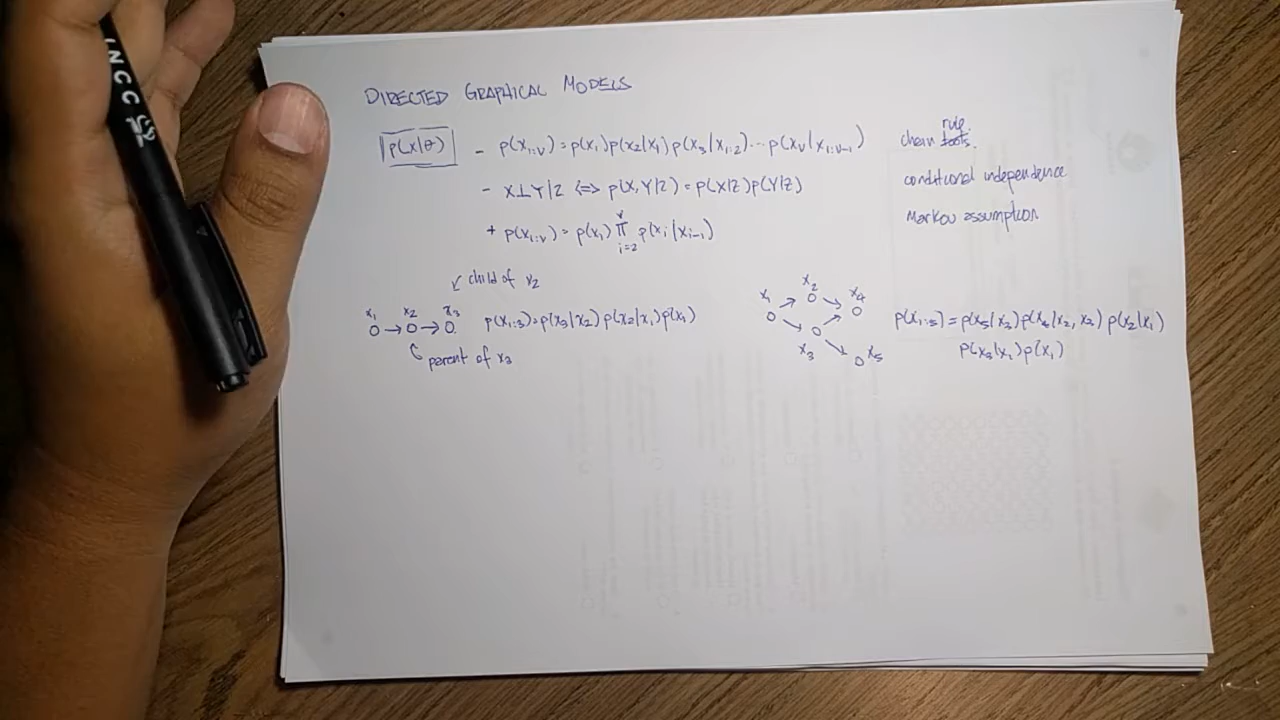 DIRECTED GRAPHICAL MODELS
p(x|θ) - p(x1:V) = p(x1) p(x2|x1) p(x3|x1:2) ... p(xV|x1:V-1) chain rule.
- X⊥Y|Z ⟺ p(X,Y|Z) = p(X|Z) p(Y|Z) conditional independence
+ p(x1:V) = p(x1) ∏ i=2 V p(xi|xi-1) Markov assumption
child of x2
x1 x2 x3 p(x1:3) = p(x3|x2) p(x2|x1) p(x1)
parent of x3
x1 x2 x4
x3 x5
p(x1:5) = p(x5|x3) p(x4|x2, x3) p(x2|x1)
p(x3|x1) p(x1)
LNCC